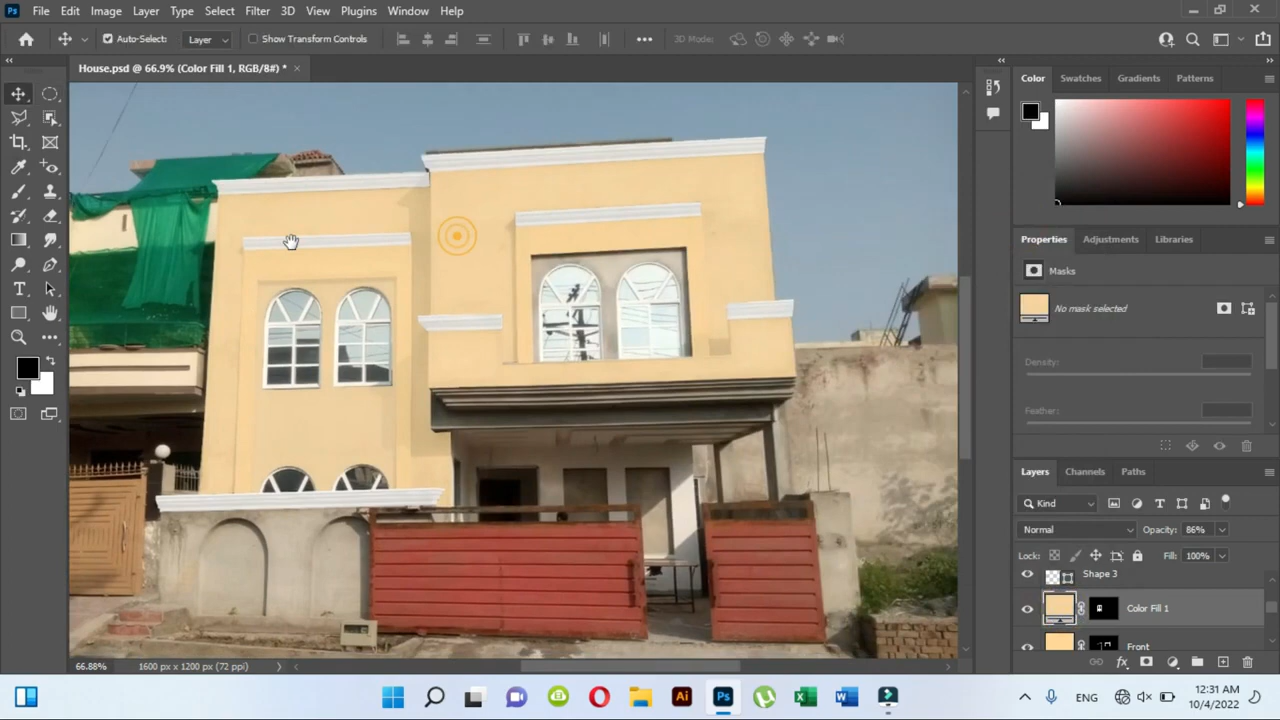 Ps File Edit Image Layer Type Select Filter 3D View Plugins Window Help
Auto-Select: Layer Show Transform Controls 3D Mode:
House.psd @ 66.9% (Color Fill 1, RGB/8#) *
Color Swatches Gradients Patterns
Properties Adjustments Libraries
Masks
No mask selected
Density:
Feather:
Layers Channels Paths
Kind
Normal Opacity: 86%
Lock: Fill: 100%
Shape 3
Color Fill 1
Front
66.88% 1600 px x 1200 px (72 ppi)
Ai Ps ENG 12:31 AM
10/4/2022